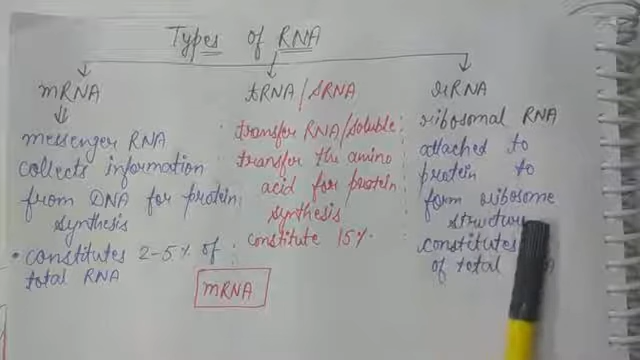 Types of RNA
mRNA
messenger RNA
collects information
from DNA for protein
synthesis
• constitutes 2-5% of
total RNA
tRNA/sRNA
transfer RNA/soluble
transfer the amino
acid for protein
synthesis
constitute 15%
rRNA
ribosomal RNA
attached to
protein to
form ribosome
structure
constitutes
of total
mRNA